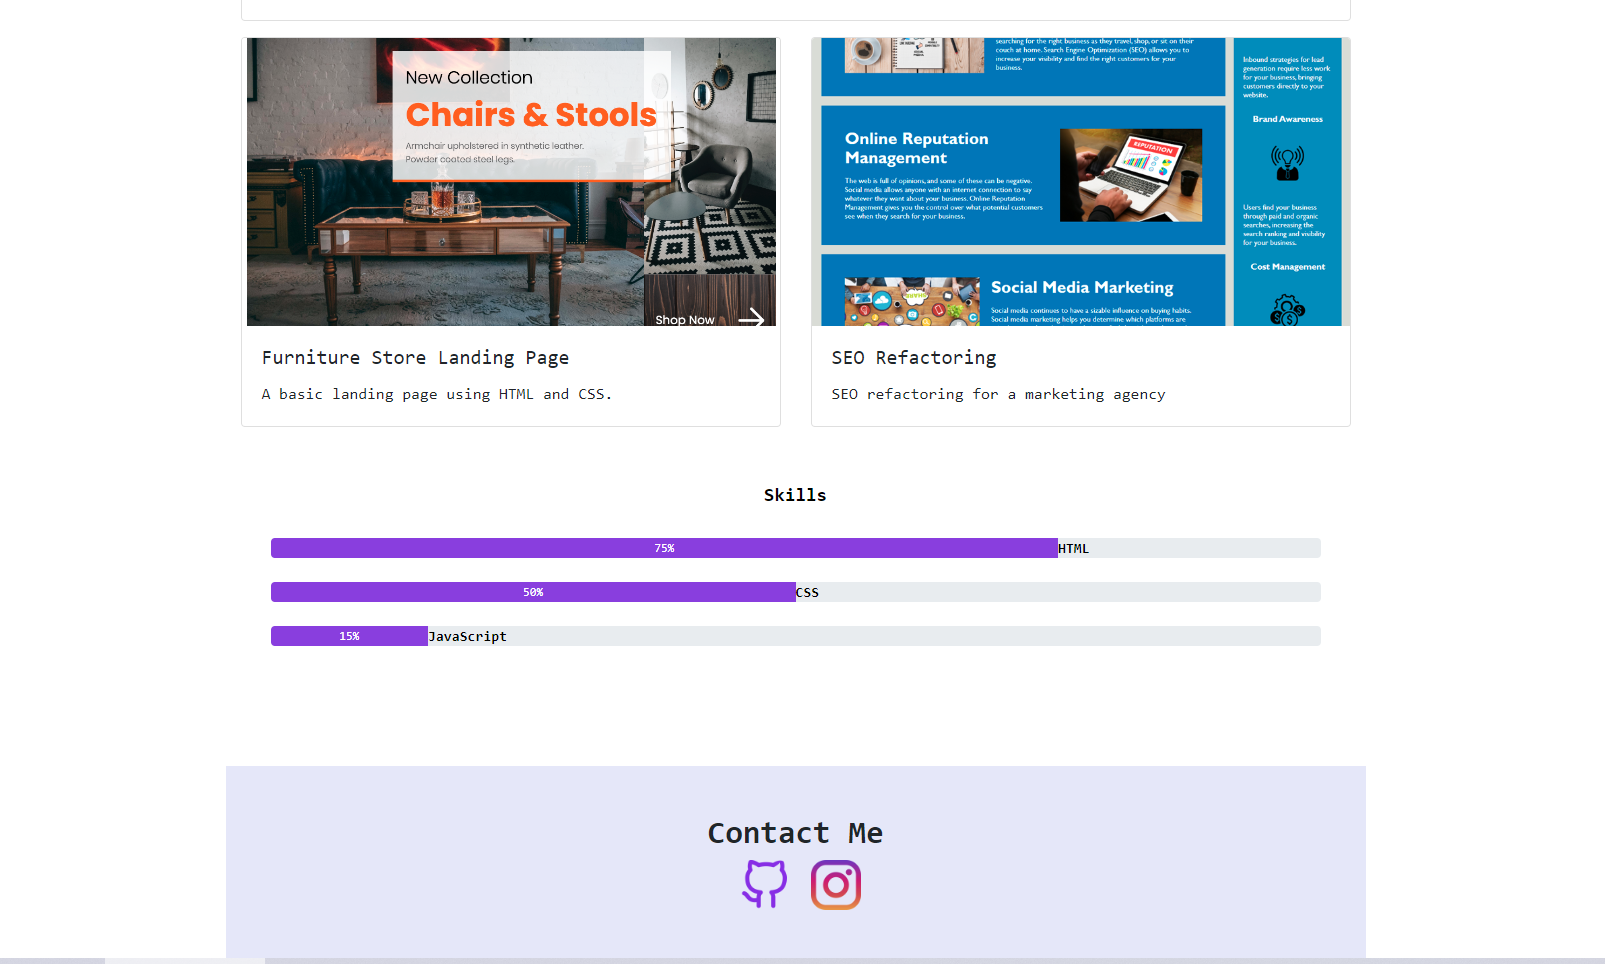 New Collection
Chairs & Stools
Armchair upholstered in synthetic leather.
Powder coated steel legs.
Shop Now
Furniture Store Landing Page
A basic landing page using HTML and CSS.
searching for the right business as they travel, shop, or sit on their
couch at home. Search Engine Optimization (SEO) allows you to
increase your visibility and find the right customers for your
business.
Online Reputation
Management
The web is full of opinions, and some of these can be negative.
Social media allows anyone with an internet connection to say
whatever they want about your business. Online Reputation
Management gives you the control over what potential customers
see when they search for your business.
REPUTATION
Social Media Marketing
Social media continues to have a sizable influence on buying habits.
Social media marketing helps you determine which platforms are
Inbound strategies for lead
generation require less work
for your business, bringing
customers directly to your
website.
Brand Awareness
Users find your business
through paid and organic
searches, increasing the
search ranking and visibility
for your business.
Cost Management
SEO Refactoring
SEO refactoring for a marketing agency
Skills
75% HTML
50% CSS
15% JavaScript
Contact Me